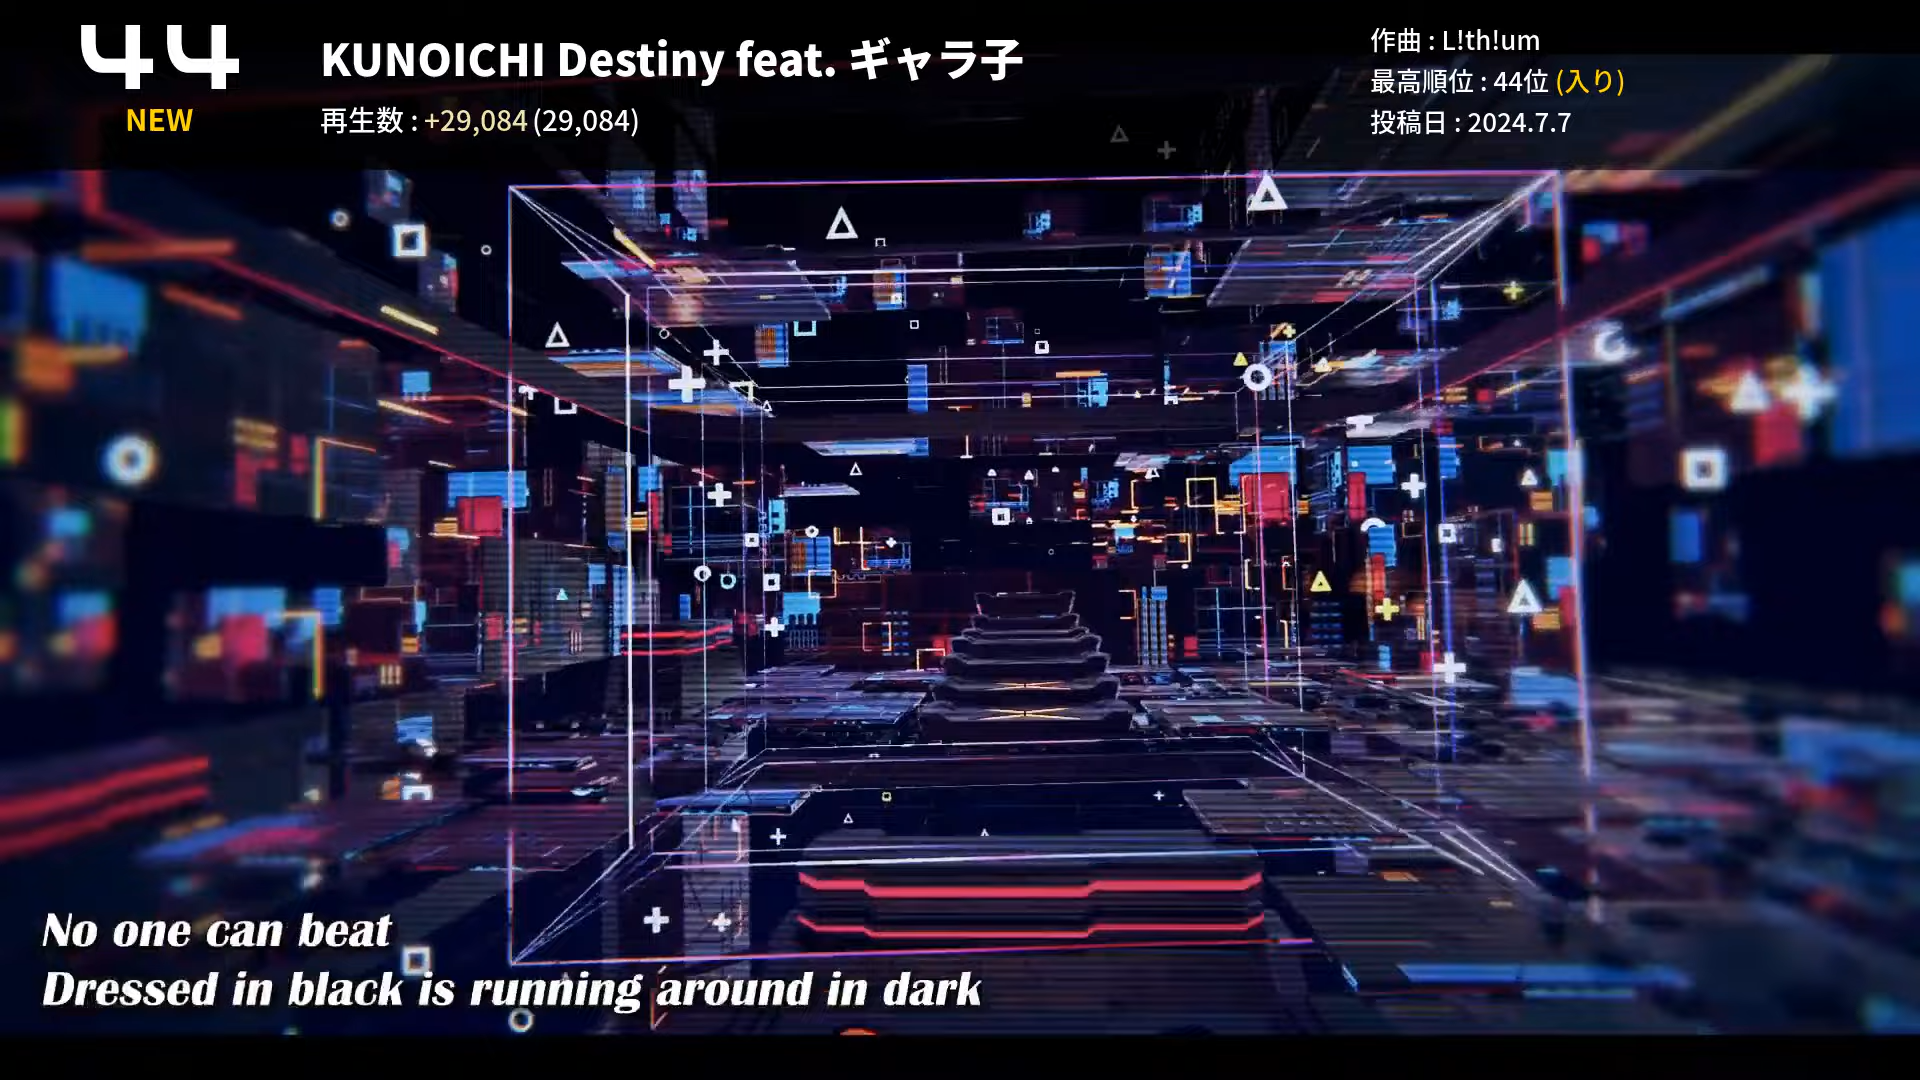 44
NEW
KUNOICHI Destiny feat. ギャラ子
再生数 : +29,084 (29,084)
作曲 : L!th!um
最高順位 : 44位 (入り)
投稿日 : 2024.7.7
No one can beat
Dressed in black is running around in dark